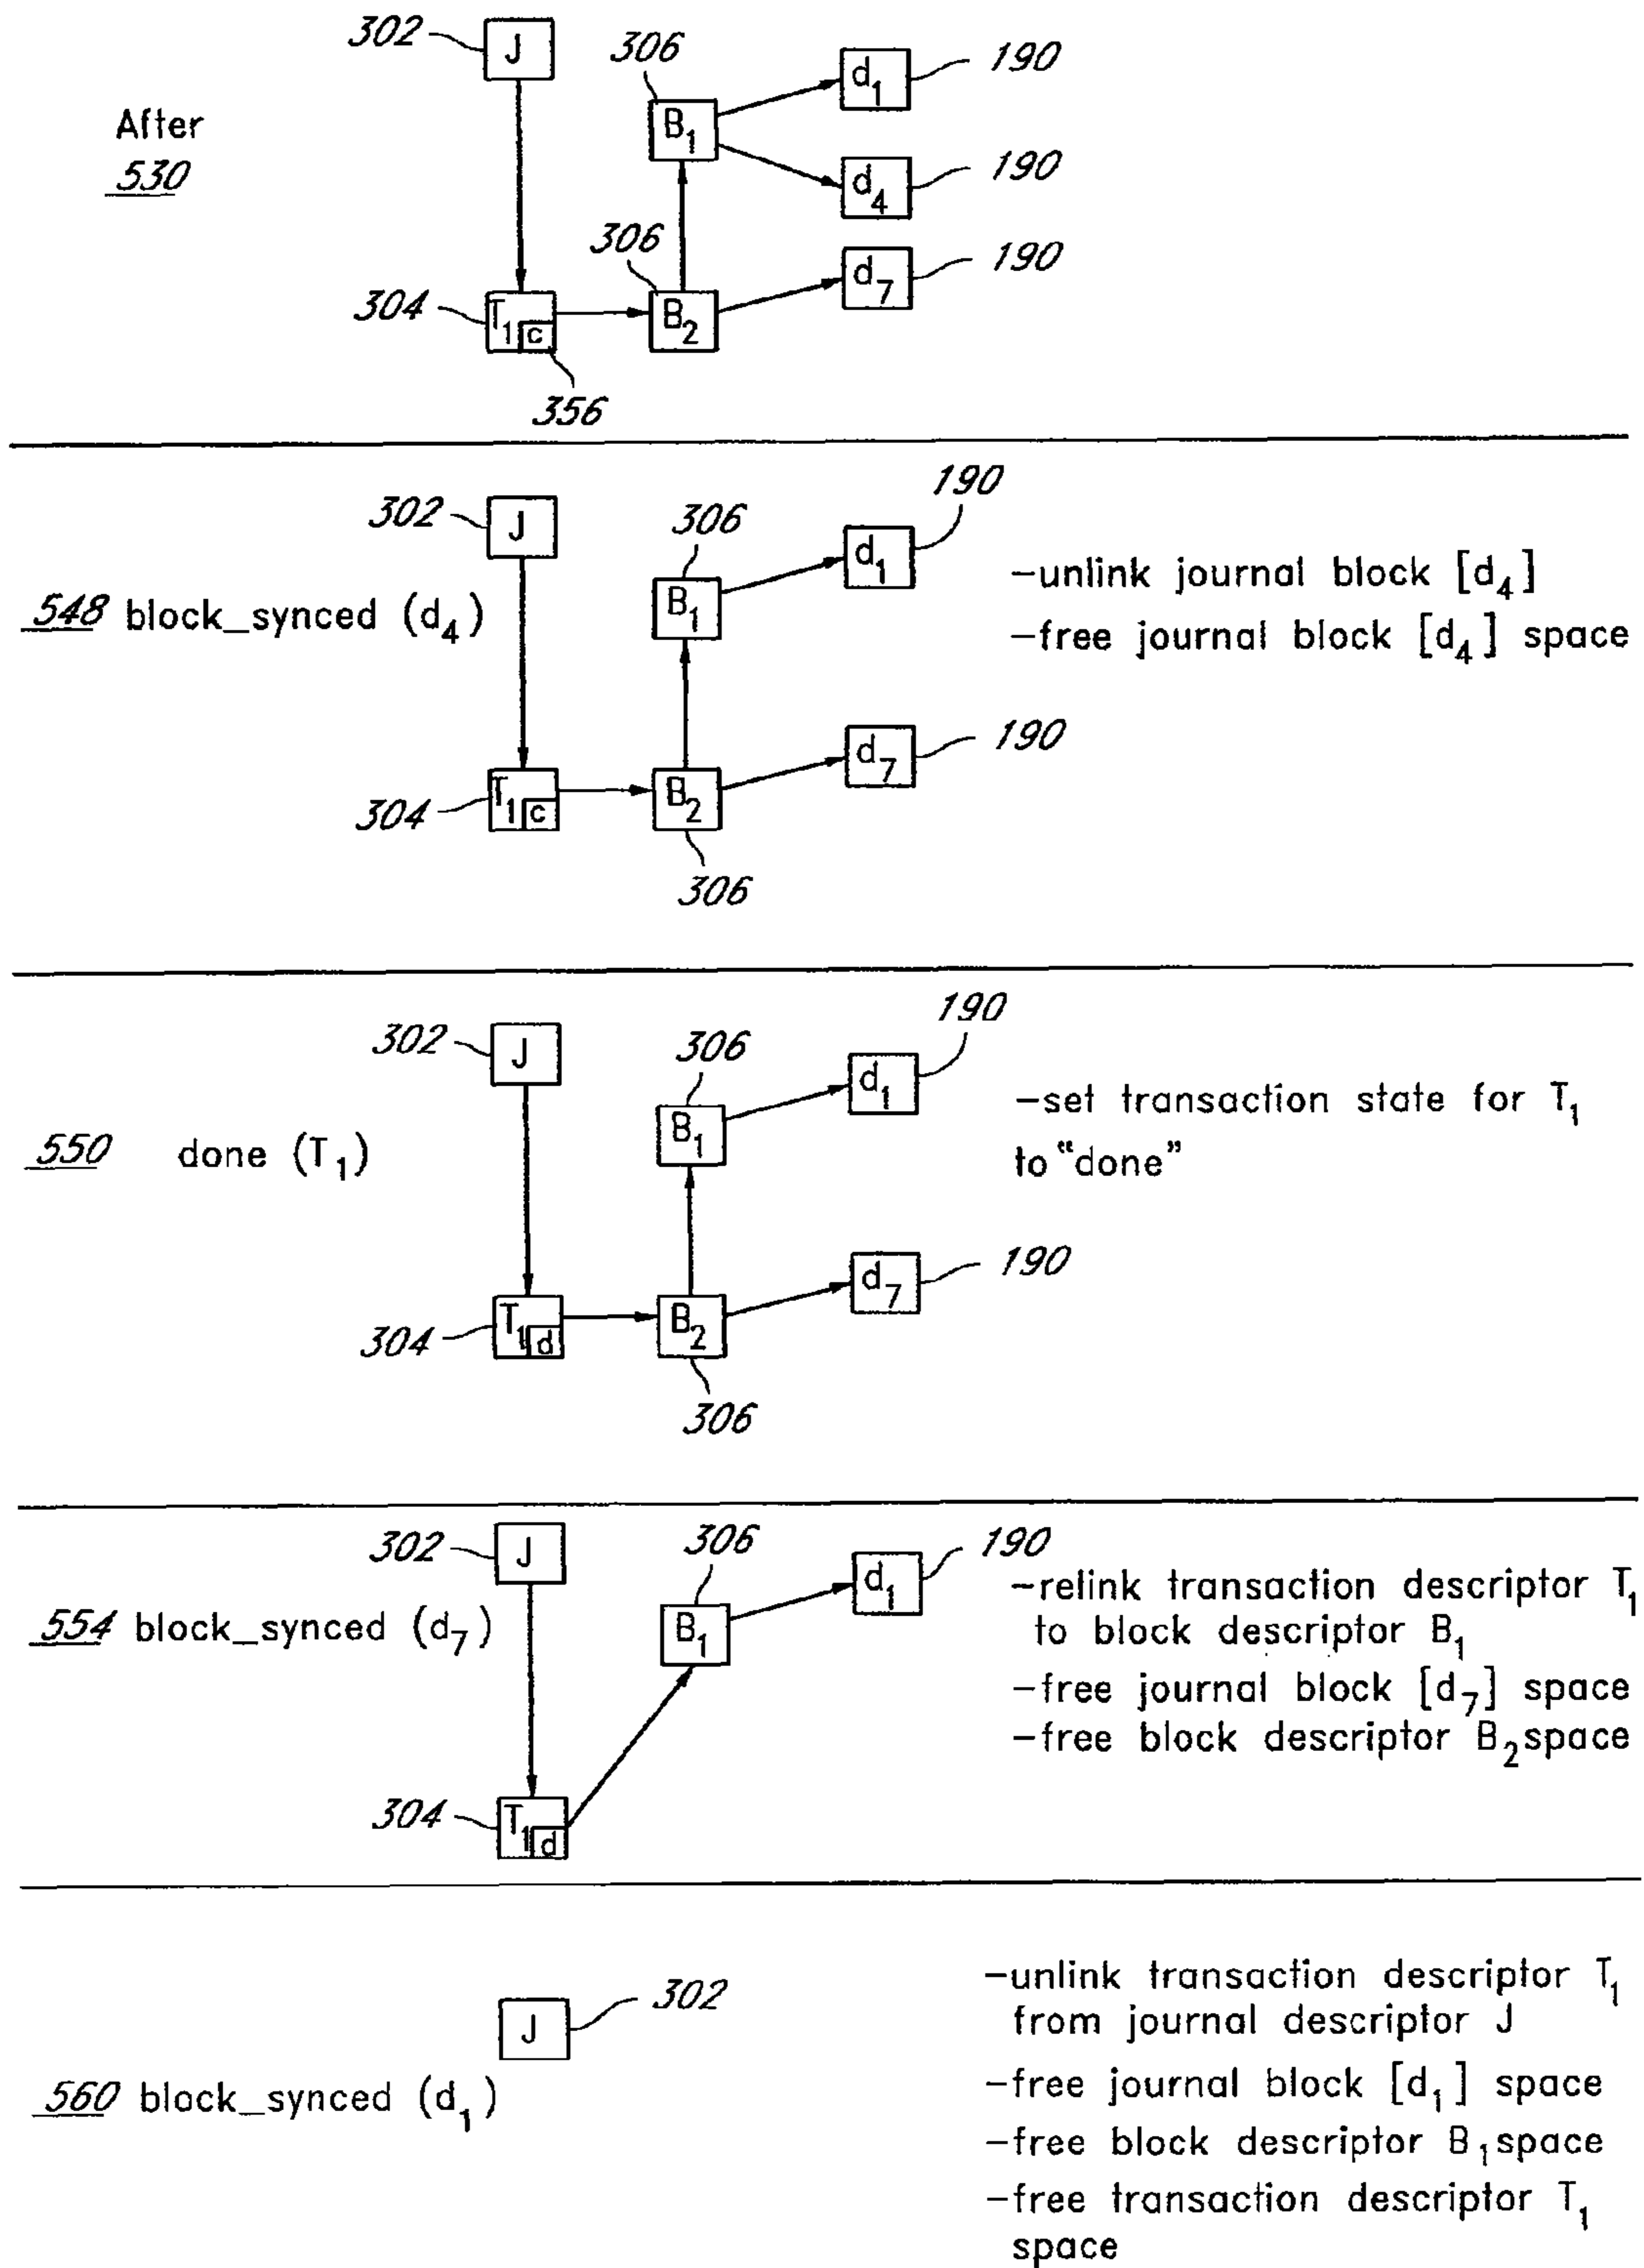 302
J
306
d1
190
After
530
B1
d4
190
306
d7
190
304
T1 c
B2
356
190
302
J
306
d1
548 block_synced (d4)
B1
-unlink journal block [d4]
-free journal block [d4] space
190
d7
304
T1 c
B2
306
190
302
J
306
d1
550 done (T1)
B1
-set transaction state for T1
to "done"
190
d7
304
T1 d
B2
306
302
J
306
d1
190
554 block_synced (d7)
B1
-relink transaction descriptor T1
to block descriptor B1
-free journal block [d7] space
-free block descriptor B2 space
304
T1 d
302
J
560 block_synced (d1)
-unlink transaction descriptor T1
from journal descriptor J
-free journal block [d1] space
-free block descriptor B1 space
-free transaction descriptor T1
space